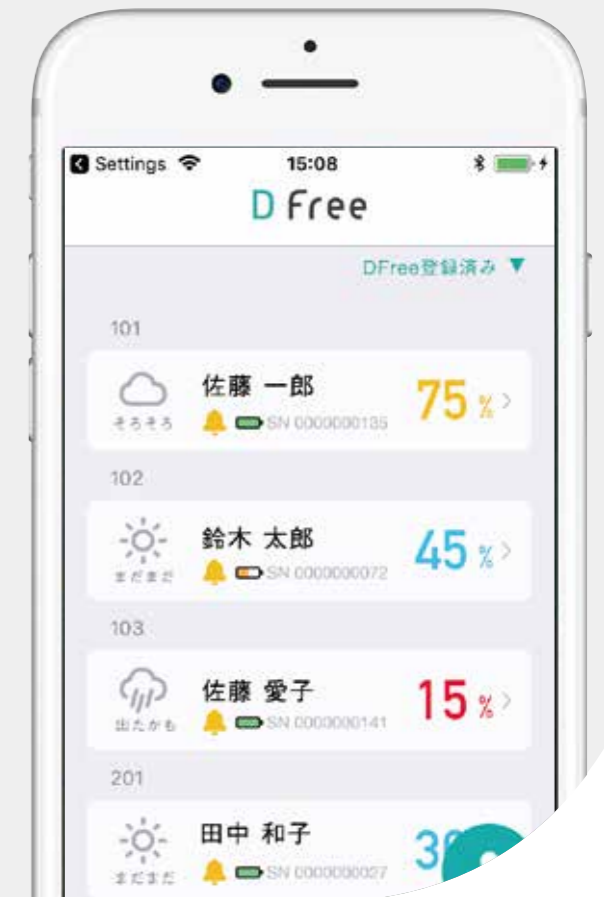 Settings 15:08
D Free
DFree登録済み ▼
101
佐藤 一郎
75 %
そろそろ
SN 0000000135
102
鈴木 太郎
45 %
まだまだ
SN 0000000072
103
佐藤 愛子
15 %
出たかも
SN 0000000141
201
田中 和子
まだまだ
SN 0000000027